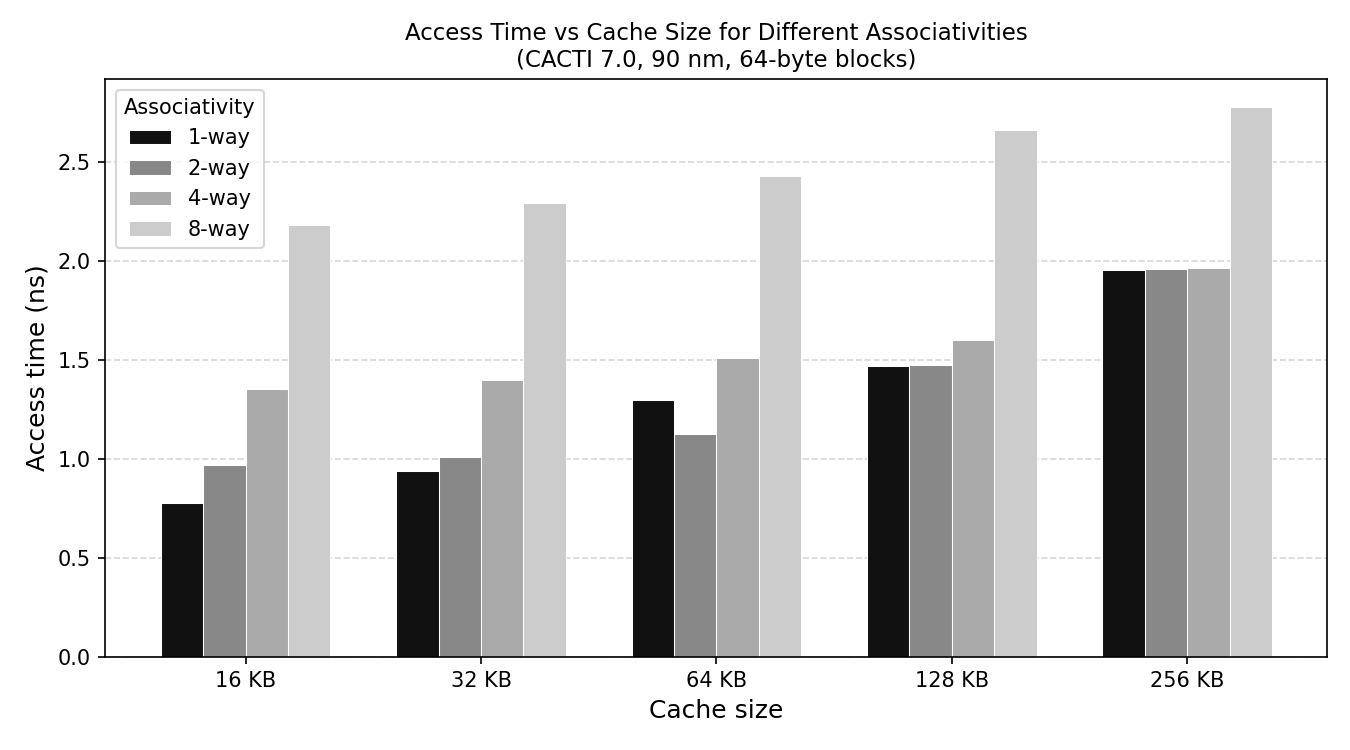 Access Time vs Cache Size for Different Associativities
(CACTI 7.0, 90 nm, 64-byte blocks)
Associativity
1-way
2-way
4-way
8-way
Access time (ns)
2.5
2.0
1.5
1.0
0.5
0.0
16 KB
32 KB
64 KB
128 KB
256 KB
Cache size